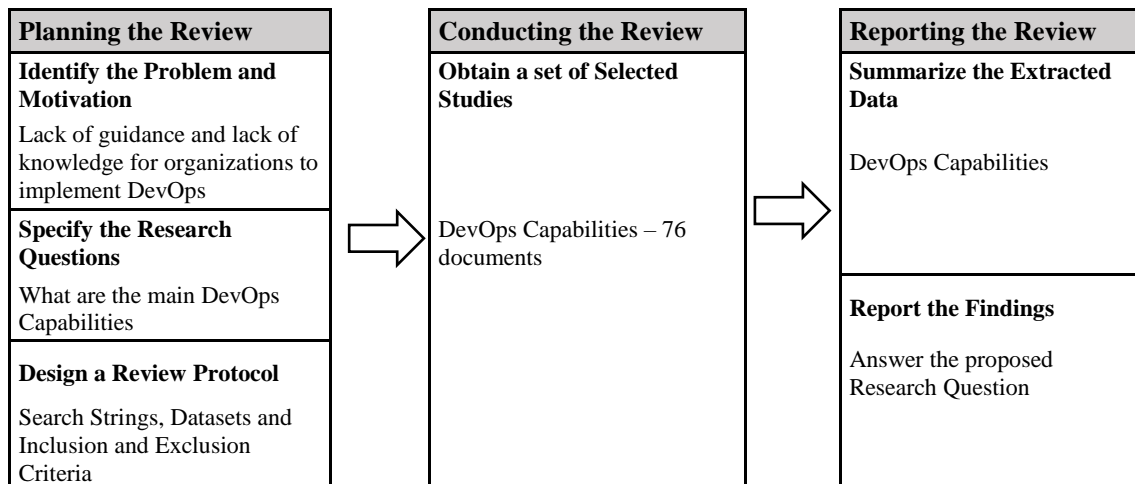 Planning the Review
Identify the Problem and
Motivation
Lack of guidance and lack of
knowledge for organizations to
implement DevOps
Specify the Research
Questions
What are the main DevOps
Capabilities
Design a Review Protocol
Search Strings, Datasets and
Inclusion and Exclusion
Criteria
Conducting the Review
Obtain a set of Selected
Studies
DevOps Capabilities – 76
documents
Reporting the Review
Summarize the Extracted
Data
DevOps Capabilities
Report the Findings
Answer the proposed
Research Question